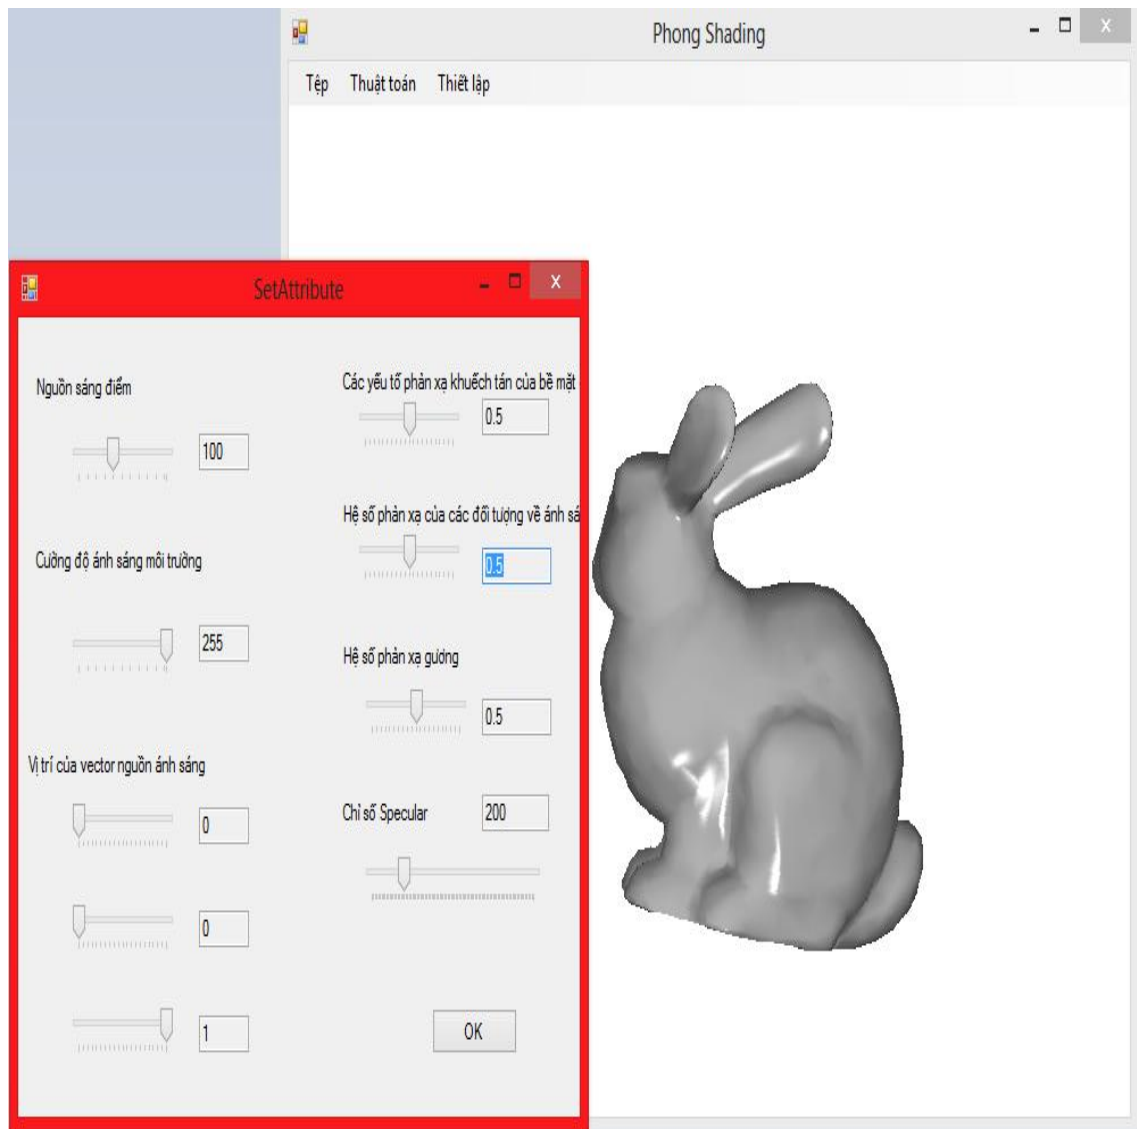 Phong Shading
Tệp Thuật toán Thiết lập
SetAttribute
Nguồn sáng điểm
100
Cường độ ánh sáng môi trường
255
Vị trí của vector nguồn ánh sáng
0
0
1
Các yếu tố phản xạ khuếch tán của bề mặt
0.5
Hệ số phản xạ của các đối tượng về ánh sá
0.5
Hệ số phản xạ gương
0.5
Chỉ số Specular
200
OK